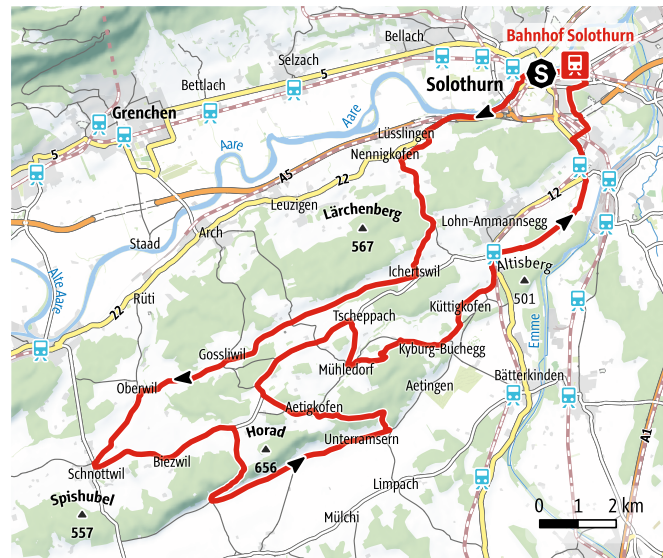 Bahnhof Solothurn
Bellach
Selzach
5
Solothurn
S
Bettlach
Grenchen
Aare
Lüsslingen
Nennigkofen
Aare
5
A5
22
12
Leuzigen
Lärchenberg
567
Lohn-Ammannsegg
Arch
Staad
Altisberg
501
Alte Aare
Ichertswil
Rüti
22
Tscheppach
Küttigkofen
Emme
Gossliwil
Kyburg-Buchegg
Mühledorf
Bätterkinden
Oberwil
Aetingen
Aetigkofen
A1
Horad
656
Unterramsern
Biezwil
Schnottwil
Limpach
Spishubel
557
Mülchi
0 1 2 km